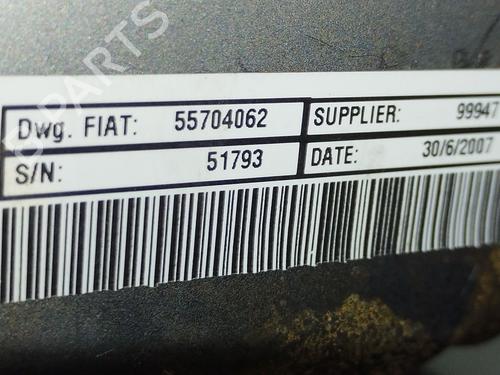 Dwg. FIAT: 55704062 SUPPLIER: 99947
S/N: 51793 DATE: 30/6/2007